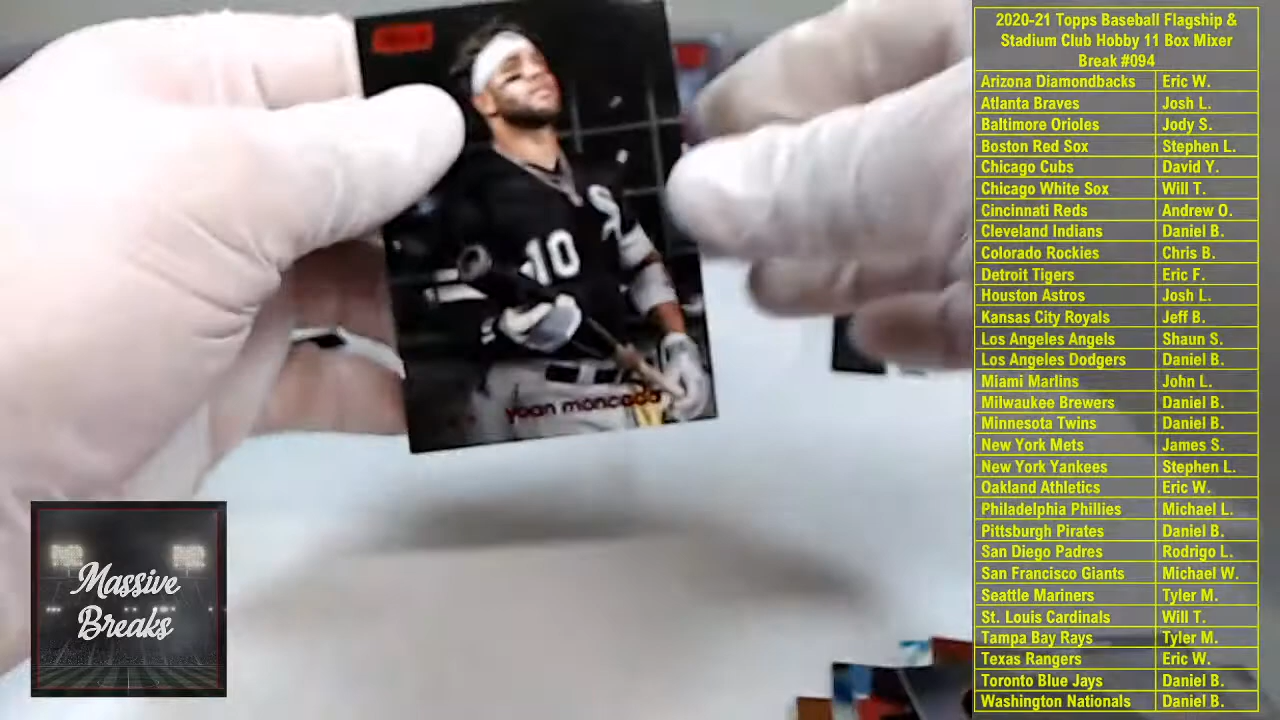 10
yoan moncada
Massive
Breaks
2020-21 Topps Baseball Flagship &
Stadium Club Hobby 11 Box Mixer
Break #094
Arizona Diamondbacks Eric W.
Atlanta Braves Josh L.
Baltimore Orioles Jody S.
Boston Red Sox Stephen L.
Chicago Cubs David Y.
Chicago White Sox Will T.
Cincinnati Reds Andrew O.
Cleveland Indians Daniel B.
Colorado Rockies Chris B.
Detroit Tigers Eric F.
Houston Astros Josh L.
Kansas City Royals Jeff B.
Los Angeles Angels Shaun S.
Los Angeles Dodgers Daniel B.
Miami Marlins John L.
Milwaukee Brewers Daniel B.
Minnesota Twins Daniel B.
New York Mets James S.
New York Yankees Stephen L.
Oakland Athletics Eric W.
Philadelphia Phillies Michael L.
Pittsburgh Pirates Daniel B.
San Diego Padres Rodrigo L.
San Francisco Giants Michael W.
Seattle Mariners Tyler M.
St. Louis Cardinals Will T.
Tampa Bay Rays Tyler M.
Texas Rangers Eric W.
Toronto Blue Jays Daniel B.
Washington Nationals Daniel B.